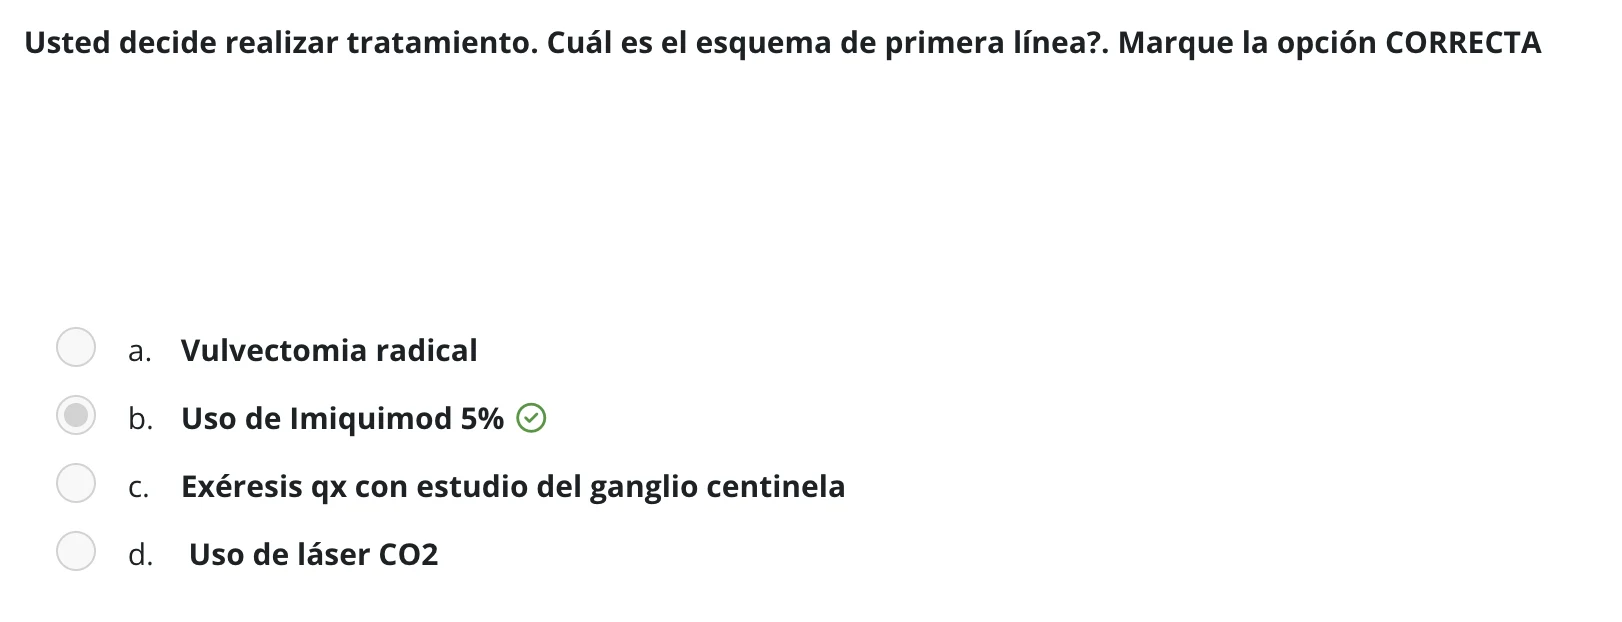 Usted decide realizar tratamiento. Cuál es el esquema de primera línea?. Marque la opción CORRECTA
a. Vulvectomia radical
b. Uso de Imiquimod 5%
c. Exéresis qx con estudio del ganglio centinela
d. Uso de láser CO2